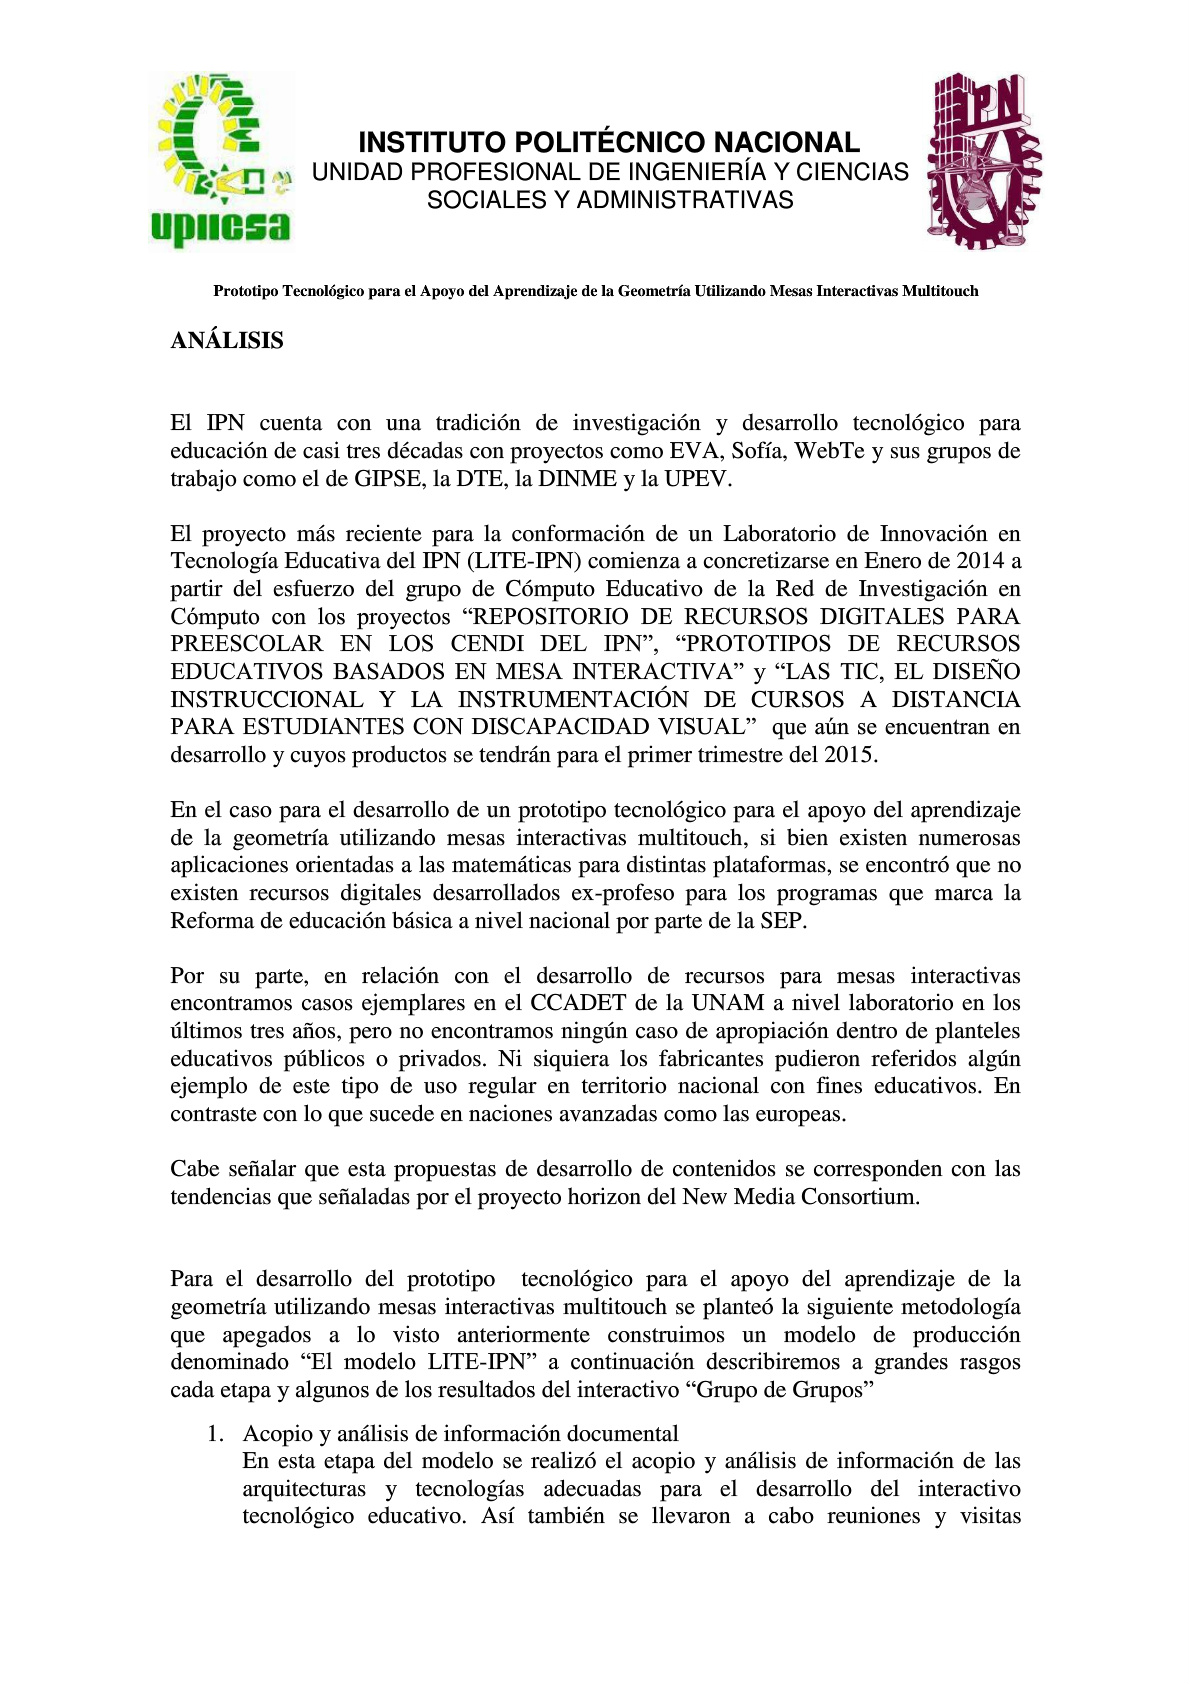 INSTITUTO POLITÉCNICO NACIONAL
UNIDAD PROFESIONAL DE INGENIERÍA Y CIENCIAS
SOCIALES Y ADMINISTRATIVAS
upiicsa
IPN
Prototipo Tecnológico para el Apoyo del Aprendizaje de la Geometría Utilizando Mesas Interactivas Multitouch
ANÁLISIS
El IPN cuenta con una tradición de investigación y desarrollo tecnológico para
educación de casi tres décadas con proyectos como EVA, Sofía, WebTe y sus grupos de
trabajo como el de GIPSE, la DTE, la DINME y la UPEV.
El proyecto más reciente para la conformación de un Laboratorio de Innovación en
Tecnología Educativa del IPN (LITE-IPN) comienza a concretizarse en Enero de 2014 a
partir del esfuerzo del grupo de Cómputo Educativo de la Red de Investigación en
Cómputo con los proyectos “REPOSITORIO DE RECURSOS DIGITALES PARA
PREESCOLAR EN LOS CENDI DEL IPN”, “PROTOTIPOS DE RECURSOS
EDUCATIVOS BASADOS EN MESA INTERACTIVA” y “LAS TIC, EL DISEÑO
INSTRUCCIONAL Y LA INSTRUMENTACIÓN DE CURSOS A DISTANCIA
PARA ESTUDIANTES CON DISCAPACIDAD VISUAL” que aún se encuentran en
desarrollo y cuyos productos se tendrán para el primer trimestre del 2015.
En el caso para el desarrollo de un prototipo tecnológico para el apoyo del aprendizaje
de la geometría utilizando mesas interactivas multitouch, si bien existen numerosas
aplicaciones orientadas a las matemáticas para distintas plataformas, se encontró que no
existen recursos digitales desarrollados ex-profeso para los programas que marca la
Reforma de educación básica a nivel nacional por parte de la SEP.
Por su parte, en relación con el desarrollo de recursos para mesas interactivas
encontramos casos ejemplares en el CCADET de la UNAM a nivel laboratorio en los
últimos tres años, pero no encontramos ningún caso de apropiación dentro de planteles
educativos públicos o privados. Ni siquiera los fabricantes pudieron referidos algún
ejemplo de este tipo de uso regular en territorio nacional con fines educativos. En
contraste con lo que sucede en naciones avanzadas como las europeas.
Cabe señalar que esta propuestas de desarrollo de contenidos se corresponden con las
tendencias que señaladas por el proyecto horizon del New Media Consortium.
Para el desarrollo del prototipo tecnológico para el apoyo del aprendizaje de la
geometría utilizando mesas interactivas multitouch se planteó la siguiente metodología
que apegados a lo visto anteriormente construimos un modelo de producción
denominado “El modelo LITE-IPN” a continuación describiremos a grandes rasgos
cada etapa y algunos de los resultados del interactivo “Grupo de Grupos”
1. Acopio y análisis de información documental
En esta etapa del modelo se realizó el acopio y análisis de información de las
arquitecturas y tecnologías adecuadas para el desarrollo del interactivo
tecnológico educativo. Así también se llevaron a cabo reuniones y visitas